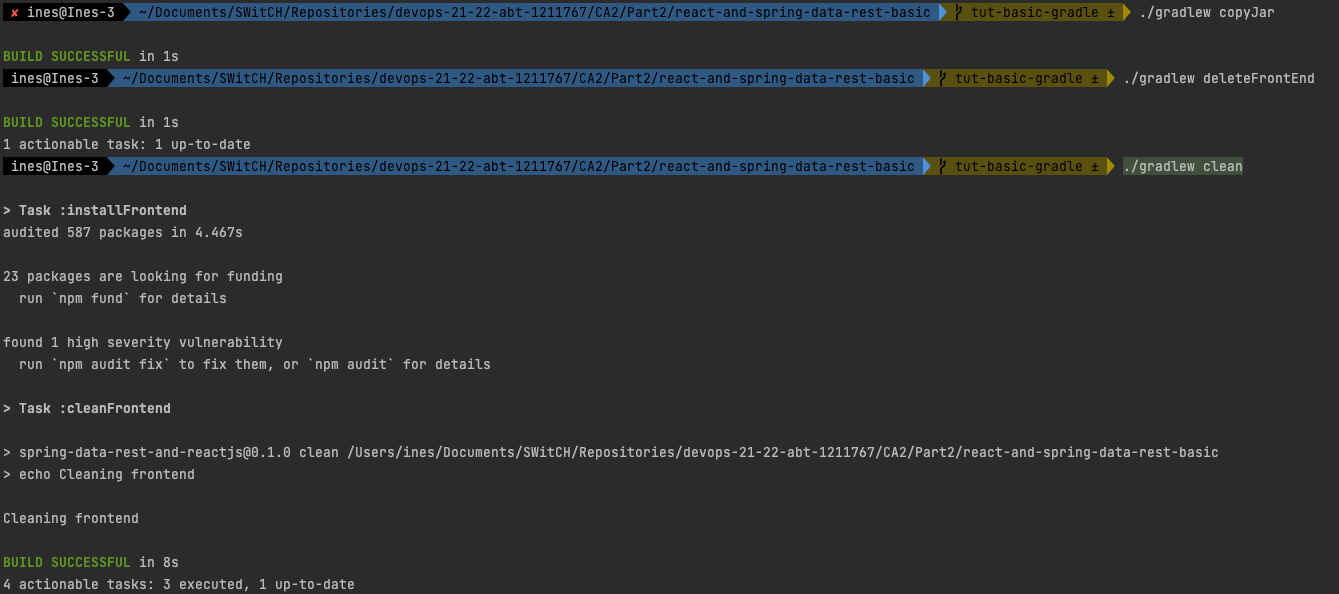 ✘ ines@Ines-3 ~/Documents/SWitCH/Repositories/devops-21-22-abt-1211767/CA2/Part2/react-and-spring-data-rest-basic tut-basic-gradle ± ./gradlew copyJar
BUILD SUCCESSFUL in 1s
ines@Ines-3 ~/Documents/SWitCH/Repositories/devops-21-22-abt-1211767/CA2/Part2/react-and-spring-data-rest-basic tut-basic-gradle ± ./gradlew deleteFrontEnd
BUILD SUCCESSFUL in 1s
1 actionable task: 1 up-to-date
ines@Ines-3 ~/Documents/SWitCH/Repositories/devops-21-22-abt-1211767/CA2/Part2/react-and-spring-data-rest-basic tut-basic-gradle ± ./gradlew clean
> Task :installFrontend
audited 587 packages in 4.467s
23 packages are looking for funding
run `npm fund` for details
found 1 high severity vulnerability
run `npm audit fix` to fix them, or `npm audit` for details
> Task :cleanFrontend
> spring-data-rest-and-reactjs@0.1.0 clean /Users/ines/Documents/SWitCH/Repositories/devops-21-22-abt-1211767/CA2/Part2/react-and-spring-data-rest-basic
> echo Cleaning frontend
Cleaning frontend
BUILD SUCCESSFUL in 8s
4 actionable tasks: 3 executed, 1 up-to-date